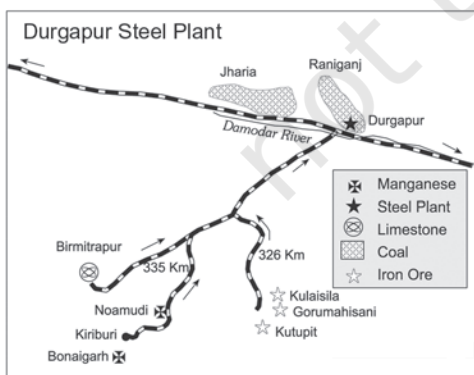 Durgapur Steel Plant
Raniganj
Jharia
Durgapur
Damodar River
Manganese
Steel Plant
Limestone
Coal
Iron Ore
Birmitrapur
335 Km
326 Km
Kulaisila
Noamudi
Gorumahisani
Kiriburi
Kutupit
Bonaigarh